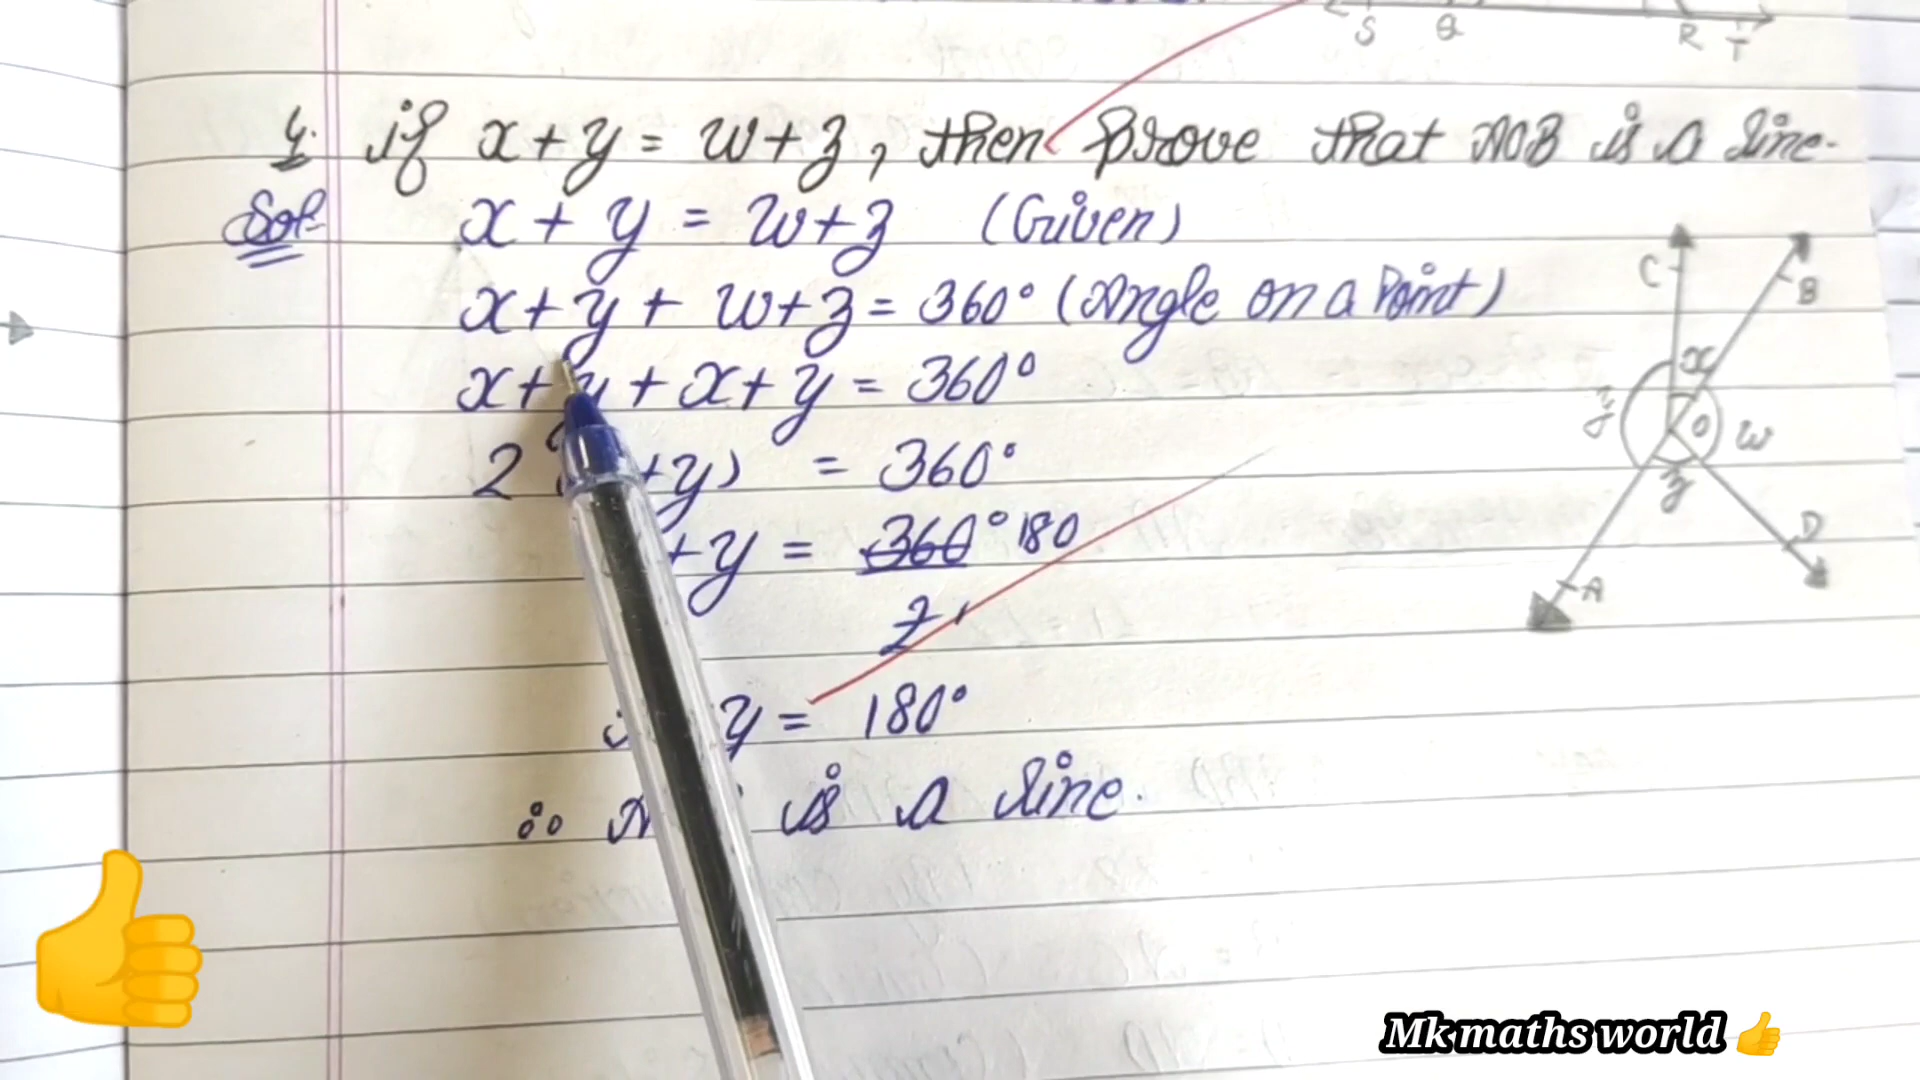 S Q R T
4. if x + y = w + z, then prove that AOB is a line.
Sol. x + y = w + z (Given)
x + y + w + z = 360° (Angle on a Point)
x + y + x + y = 360°
2 +y) = 360°
+ y = 360° 180
2 1
y = 180°
∴ is a line.
C B
x
y O w
z
D
A
Mk maths world 👍